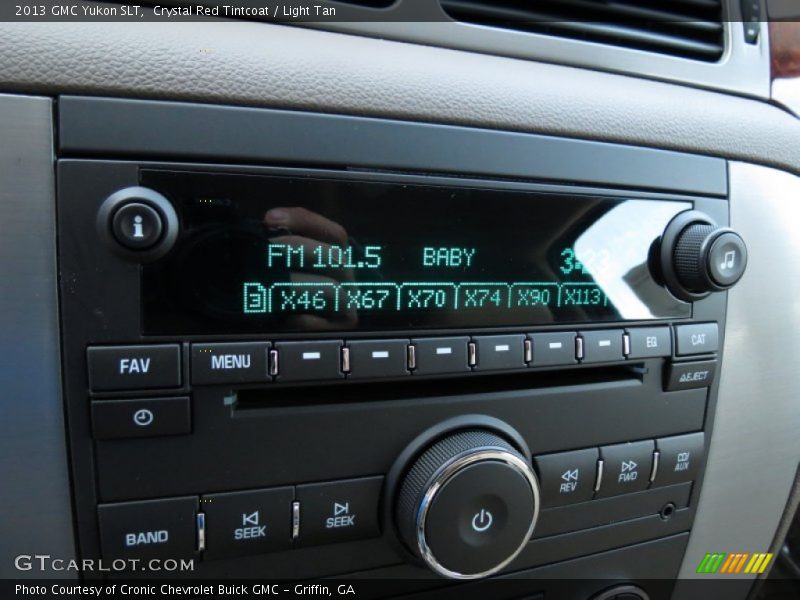 2013 GMC Yukon SLT,  Crystal Red Tintcoat / Light Tan
i
FM 101.5 BABY
3 X46 X67 X70 X74 X90 X113
FAV MENU EQ CAT
EJECT
BAND SEEK SEEK REV FWD AUX
GTCARLOT.COM
Photo Courtesy of Cronic Chevrolet Buick GMC - Griffin, GA